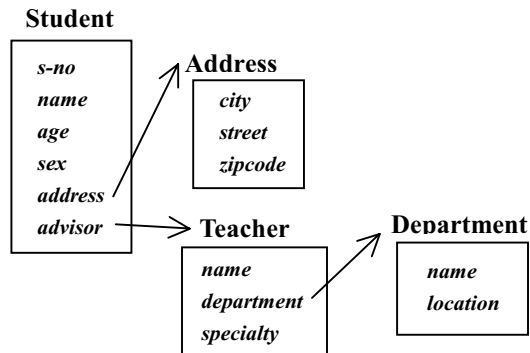 Student
s-no
name
age
sex
address
advisor
Address
city
street
zipcode
Teacher
name
department
specialty
Department
name
location